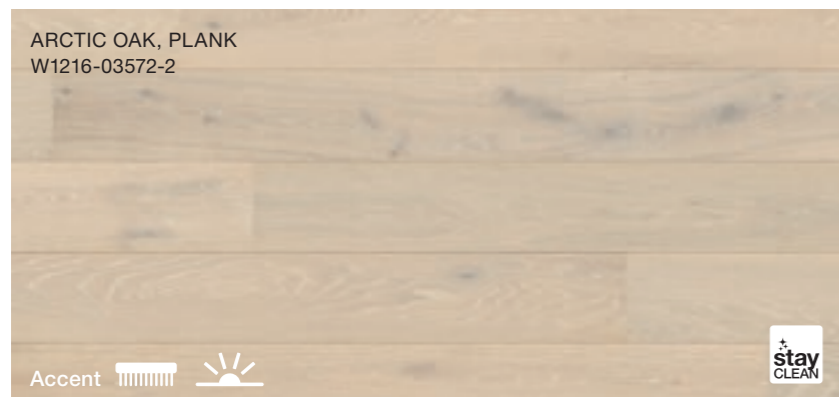 ARCTIC OAK, PLANK
W1216-03572-2
Accent
stay
CLEAN